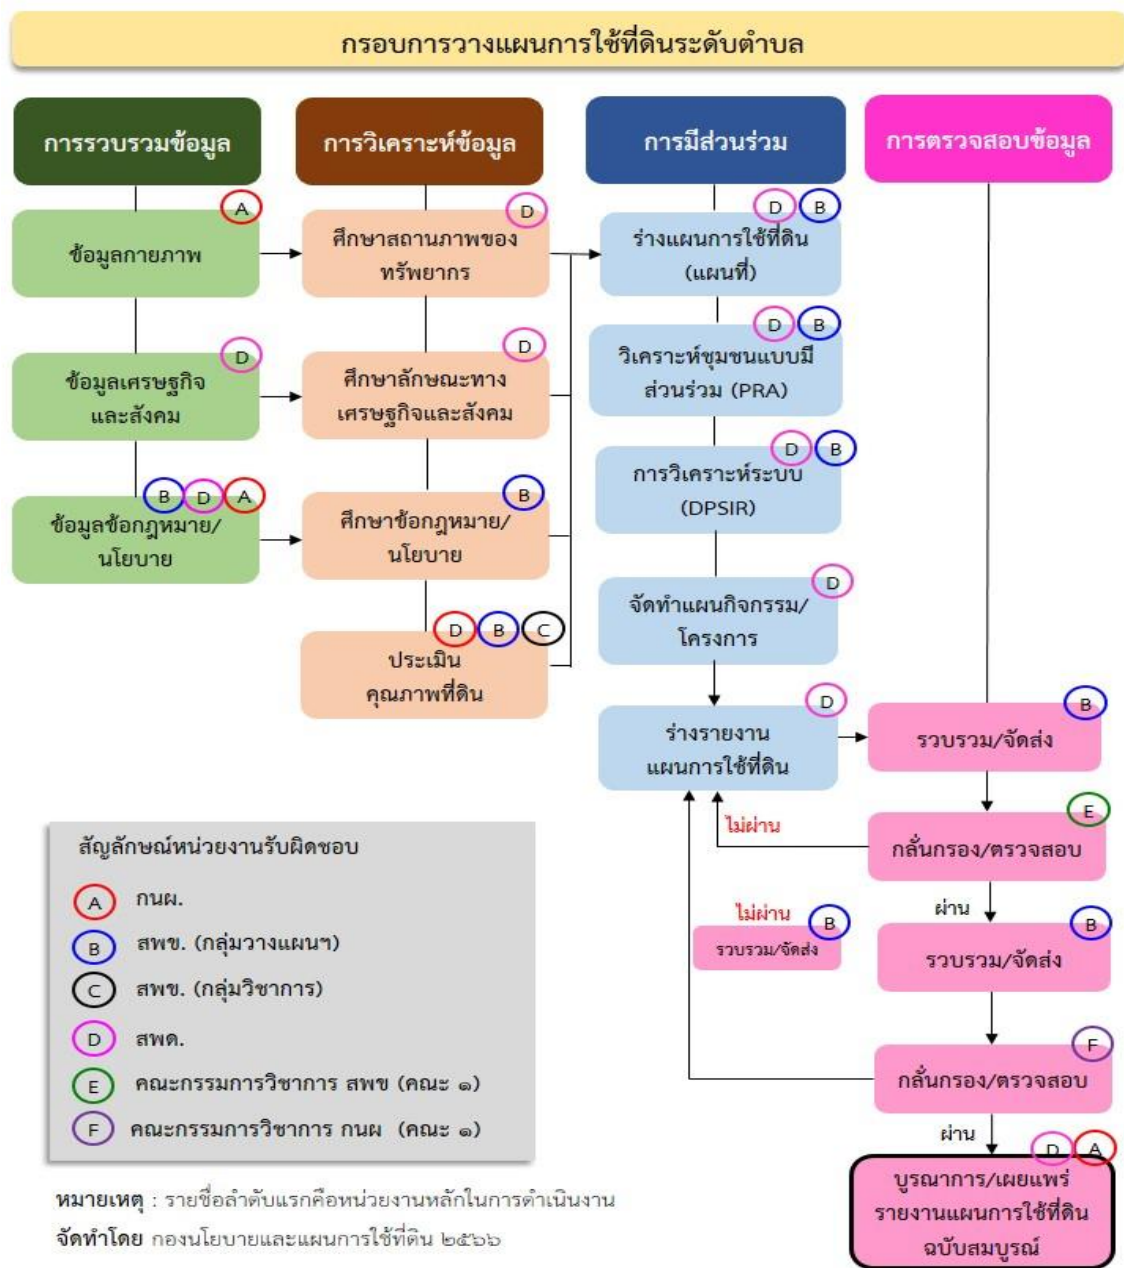 กรอบการวางแผนการใช้ที่ดินระดับตำบล
การรวบรวมข้อมูล
การวิเคราะห์ข้อมูล
การมีส่วนร่วม
การตรวจสอบข้อมูล
A
ข้อมูลกายภาพ
D
ศึกษาสถานภาพของ
ทรัพยากร
D B
ร่างแผนการใช้ที่ดิน
(แผนที่)
D
ข้อมูลเศรษฐกิจ
และสังคม
D
ศึกษาลักษณะทาง
เศรษฐกิจและสังคม
D B
วิเคราะห์ชุมชนแบบมี
ส่วนร่วม (PRA)
B D A
ข้อมูลข้อกฎหมาย/
นโยบาย
B
ศึกษาข้อกฎหมาย/
นโยบาย
D B
การวิเคราะห์ระบบ
(DPSIR)
D B C
ประเมิน
คุณภาพที่ดิน
D
จัดทำแผนกิจกรรม/
โครงการ
D
ร่างรายงาน
แผนการใช้ที่ดิน
B
รวบรวม/จัดส่ง
ไม่ผ่าน
E
กลั่นกรอง/ตรวจสอบ
ผ่าน
ไม่ผ่าน
B
รวบรวม/จัดส่ง
B
รวบรวม/จัดส่ง
F
กลั่นกรอง/ตรวจสอบ
ผ่าน
D A
บูรณาการ/เผยแพร่
รายงานแผนการใช้ที่ดิน
ฉบับสมบูรณ์
สัญลักษณ์หน่วยงานรับผิดชอบ
A กนผ.
B สพข. (กลุ่มวางแผนฯ)
C สพข. (กลุ่มวิชาการ)
D สพด.
E คณะกรรมการวิชาการ สพข (คณะ ๑)
F คณะกรรมการวิชาการ กนผ (คณะ ๑)
หมายเหตุ : รายชื่อลำดับแรกคือหน่วยงานหลักในการดำเนินงาน
จัดทำโดย กองนโยบายและแผนการใช้ที่ดิน ๒๕๖๖